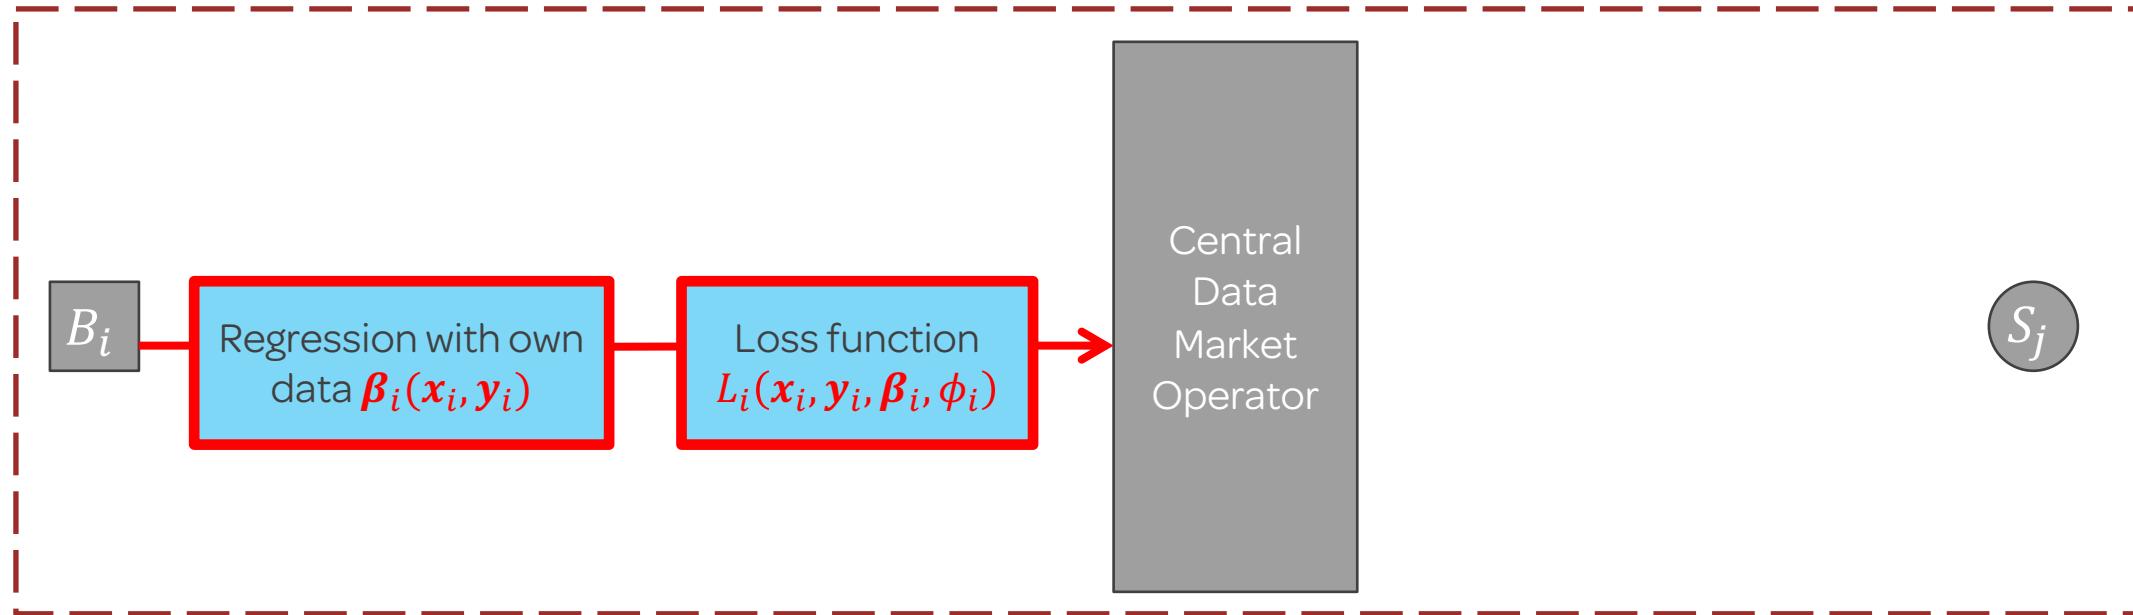 B_i
Regression with own
data β_i(x_i, y_i)
Loss function
L_i(x_i, y_i, β_i, ϕ_i)
Central
Data
Market
Operator
S_j